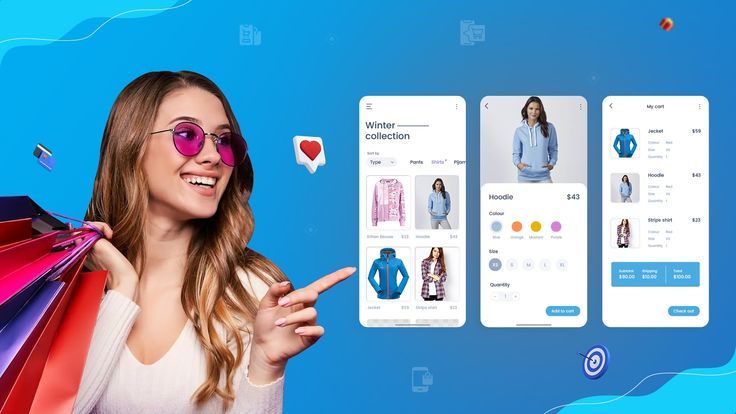 Winter
collection
Sort by
Type
Pants
Shirts
Pijam
$23
Hoodie
$43
Jacket
$59
Stripe shirt
$23
Hoodie
$43
Colour
Blue
Orange
Mustard
Purple
Size
XS
S
M
L
XL
Quantity
- 1 +
Add to cart
My cart
Jacket
$59
Colour
Red
Size
XS
Quantity
1
Hoodie
$43
Colour
Red
Size
XS
Quantity
1
Stripe shirt
$23
Colour
Red
Size
XS
Quantity
1
Subtotal
Shipping
Total
$90.00
$10.00
$100.00
Check out